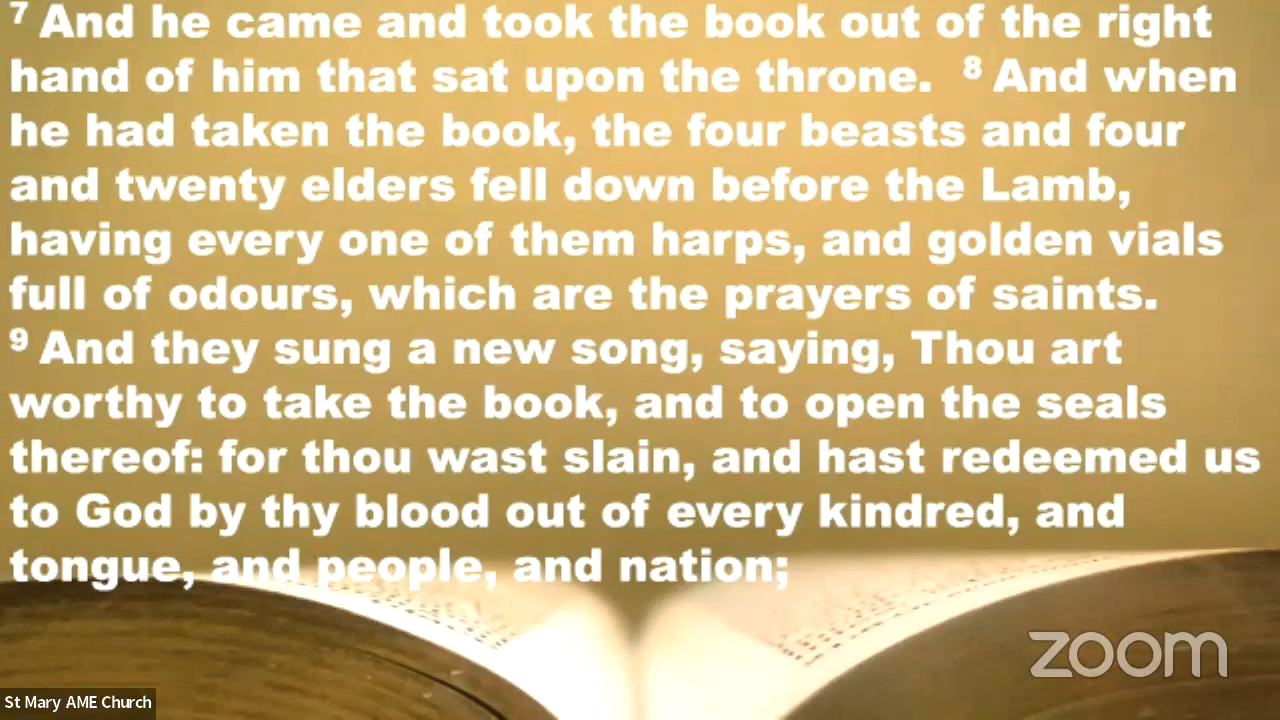 7 And he came and took the book out of the right
hand of him that sat upon the throne. 8 And when
he had taken the book, the four beasts and four
and twenty elders fell down before the Lamb,
having every one of them harps, and golden vials
full of odours, which are the prayers of saints.
9 And they sung a new song, saying, Thou art
worthy to take the book, and to open the seals
thereof: for thou wast slain, and hast redeemed us
to God by thy blood out of every kindred, and
tongue, and people, and nation;
zoom
St Mary AME Church